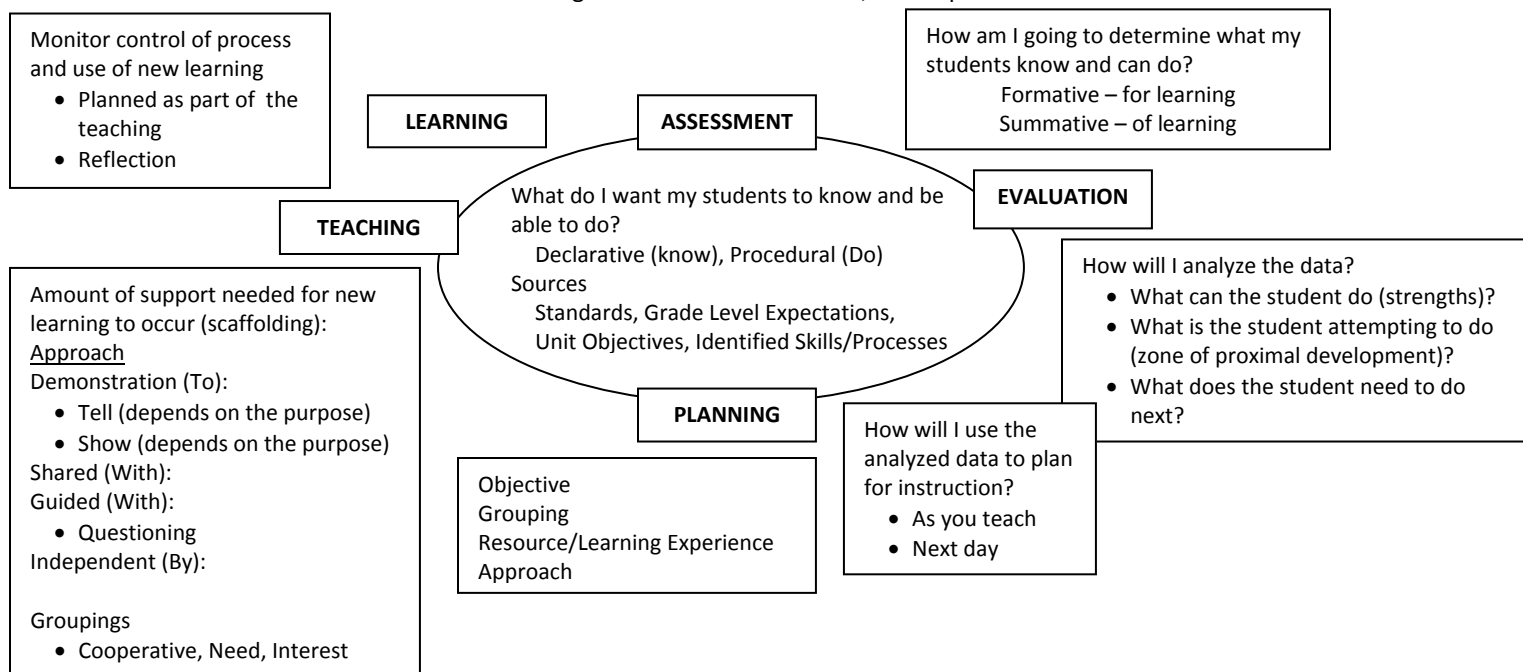 Monitor control of process
and use of new learning
• Planned as part of the
teaching
• Reflection
LEARNING
ASSESSMENT
How am I going to determine what my
students know and can do?
Formative – for learning
Summative – of learning
TEACHING
What do I want my students to know and be
able to do?
Declarative (know), Procedural (Do)
Sources
Standards, Grade Level Expectations,
Unit Objectives, Identified Skills/Processes
EVALUATION
How will I analyze the data?
• What can the student do (strengths)?
• What is the student attempting to do
(zone of proximal development)?
• What does the student need to do
next?
Amount of support needed for new
learning to occur (scaffolding):
Approach
Demonstration (To):
• Tell (depends on the purpose)
• Show (depends on the purpose)
Shared (With):
Guided (With):
• Questioning
Independent (By):
Groupings
• Cooperative, Need, Interest
PLANNING
Objective
Grouping
Resource/Learning Experience
Approach
How will I use the
analyzed data to plan
for instruction?
• As you teach
• Next day